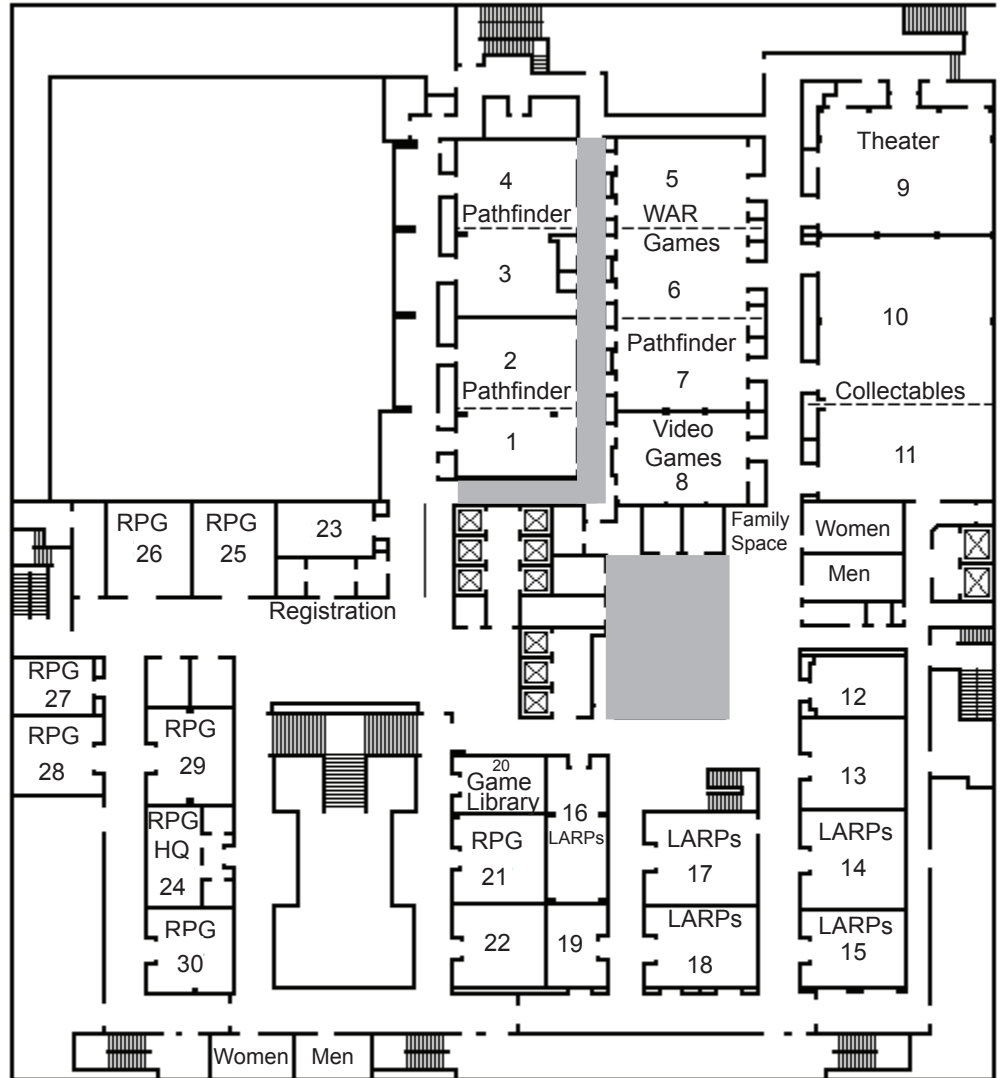 4
Pathfinder
3
2
Pathfinder
1
5
WAR
Games
6
Pathfinder
7
Video
Games
8
Theater
9
10
Collectables
11
RPG
26
RPG
25
23
Registration
Family
Space
Women
Men
RPG
27
RPG
28
RPG
29
RPG
HQ
24
RPG
30
20
Game
Library
RPG
21
22
16
LARPs
19
LARPs
17
LARPs
18
12
13
LARPs
14
LARPs
15
Women
Men